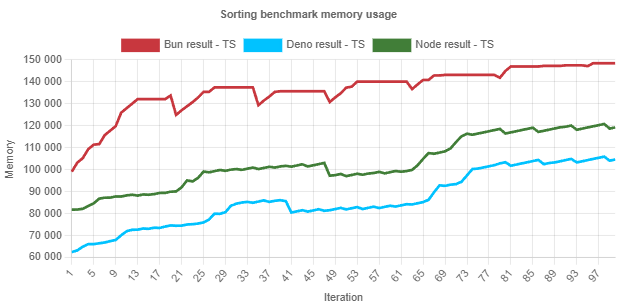 Sorting benchmark memory usage
Bun result - TS Deno result - TS Node result - TS
150 000
140 000
130 000
120 000
110 000
100 000
90 000
80 000
70 000
60 000
Memory
1 5 9 13 17 21 25 29 33 37 41 45 49 53 57 61 65 69 73 77 81 85 89 93 97
Iteration